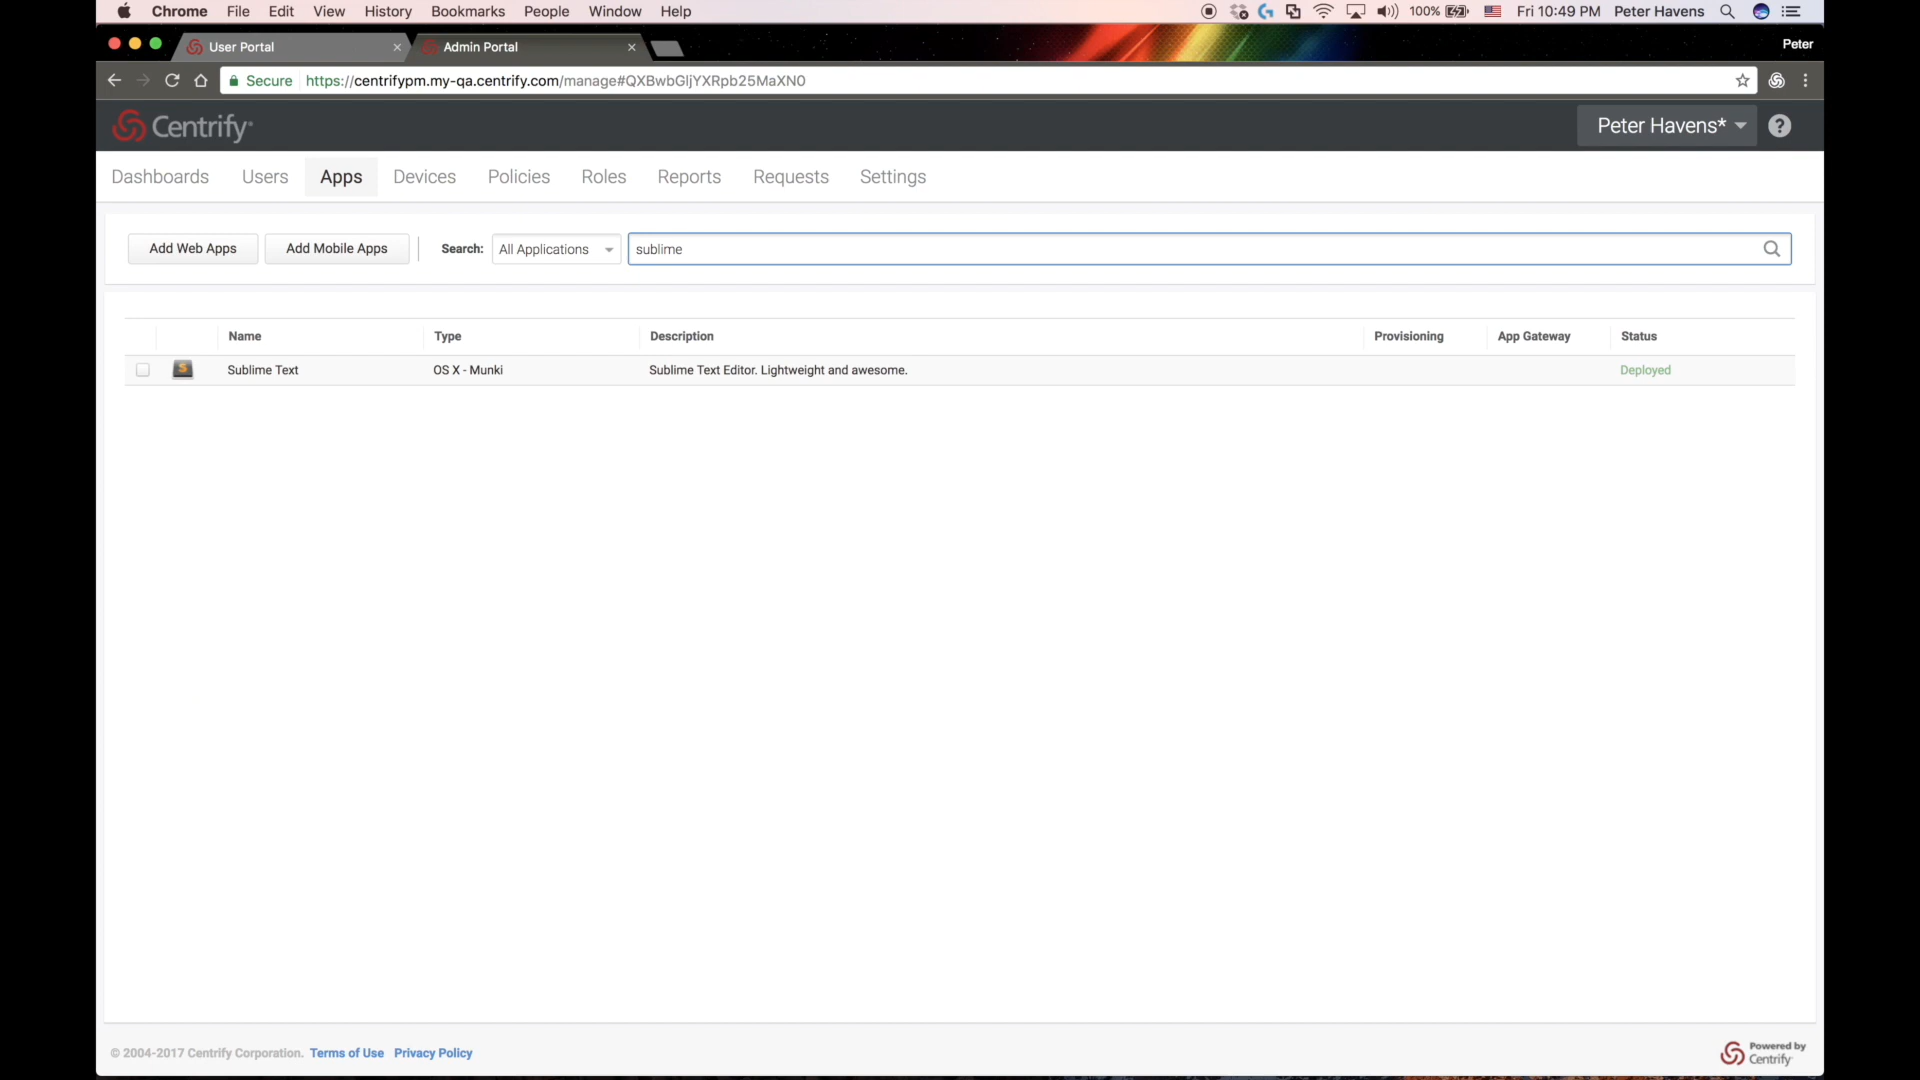 Chrome File Edit View History Bookmarks People Window Help 100% Fri 10:49 PM Peter Havens
User Portal Admin Portal Peter
Secure https://centrifypm.my-qa.centrify.com/manage#QXBwbGljYXRpb25MaXN0
Centrify Peter Havens* ?
Dashboards Users Apps Devices Policies Roles Reports Requests Settings
Add Web Apps Add Mobile Apps Search: All Applications sublime
Name Type Description Provisioning App Gateway Status
S Sublime Text OS X - Munki Sublime Text Editor. Lightweight and awesome. Deployed
© 2004-2017 Centrify Corporation. Terms of Use Privacy Policy Powered by
Centrify